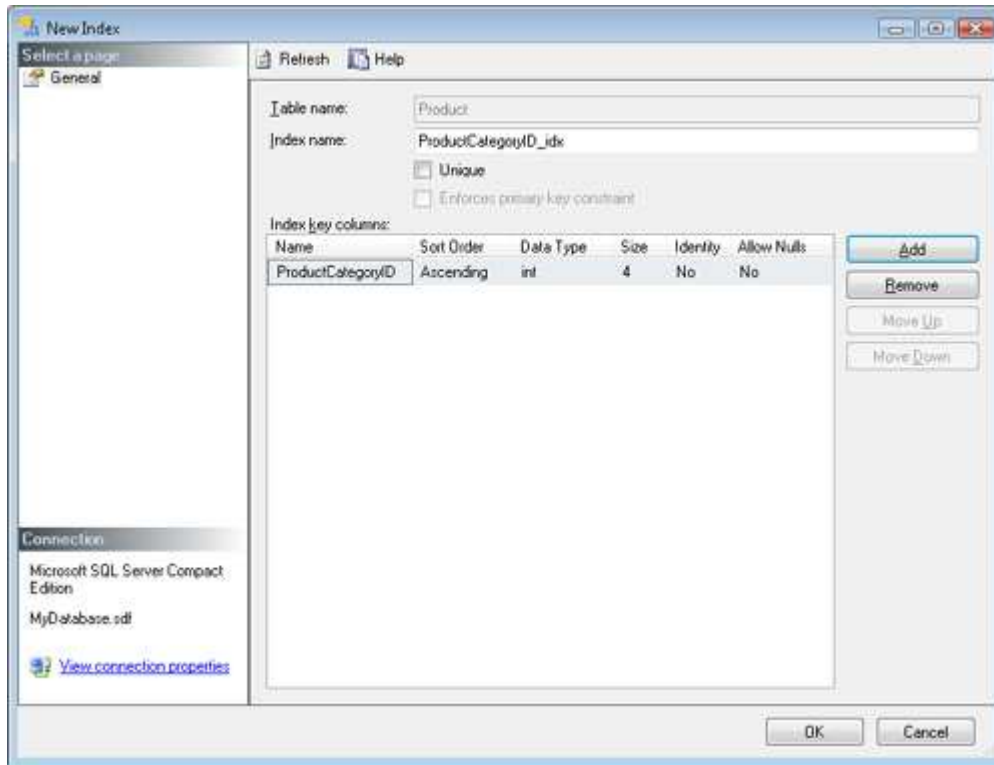 New Index
Select a page
General
Refresh Help
Table name: Product
Index name: ProductCategoryID_idx
Unique
Enforces primary key constraint
Index key columns:
Name Sort Order Data Type Size Identity Allow Nulls
ProductCategoryID Ascending int 4 No No
Add
Remove
Move Up
Move Down
Connection
Microsoft SQL Server Compact
Edition
MyDatabase.sdf
View connection properties
OK Cancel